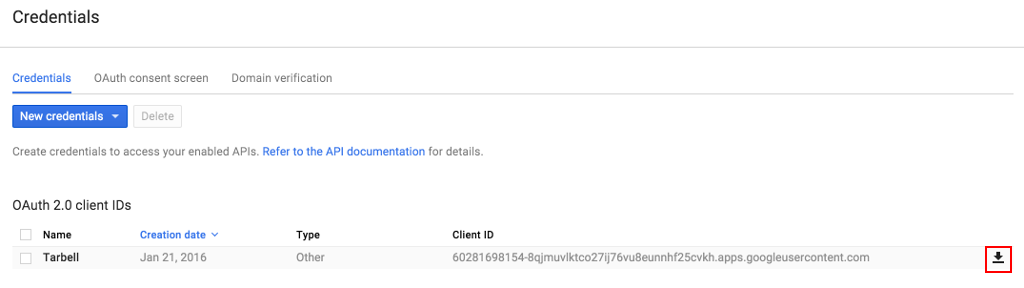 Credentials
Credentials OAuth consent screen Domain verification
New credentials Delete
Create credentials to access your enabled APIs. Refer to the API documentation for details.
OAuth 2.0 client IDs
Name Creation date Type Client ID
Tarbell Jan 21, 2016 Other 60281698154-8qjmuvlktco27ij76vu8eunnhf25cvkh.apps.googleusercontent.com